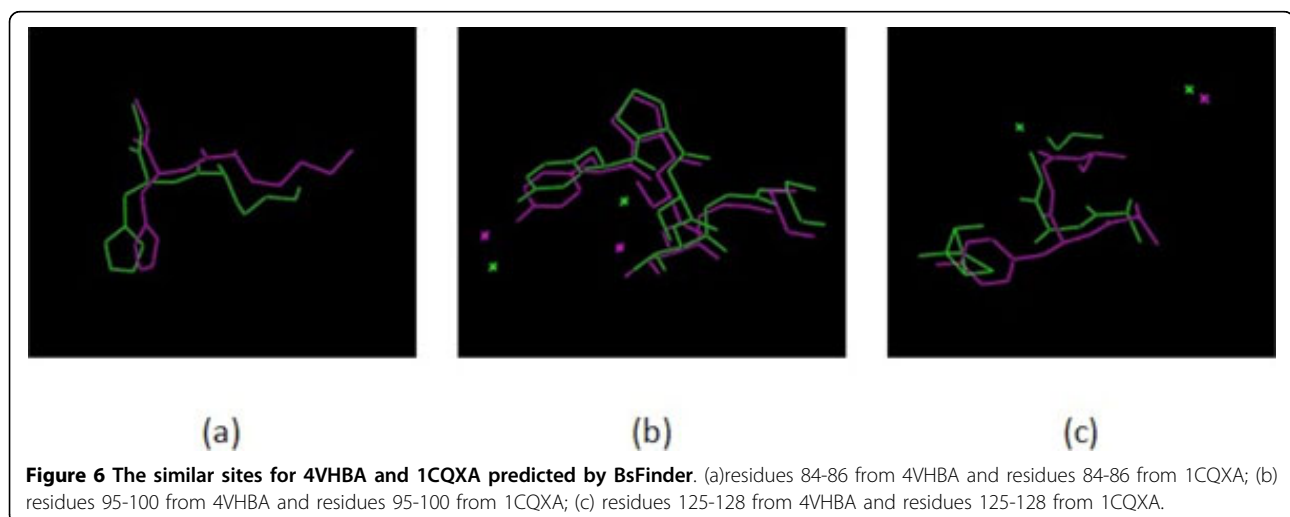 (a)
(b)
(c)
Figure 6 The similar sites for 4VHBA and 1CQXA predicted by BsFinder. (a)residues 84-86 from 4VHBA and residues 84-86 from 1CQXA; (b)
residues 95-100 from 4VHBA and residues 95-100 from 1CQXA; (c) residues 125-128 from 4VHBA and residues 125-128 from 1CQXA.